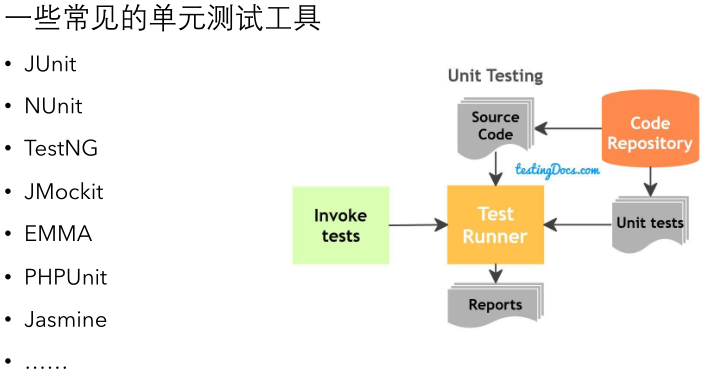 一些常见的单元测试工具
• JUnit
• NUnit
• TestNG
• JMockit
• EMMA
• PHPUnit
• Jasmine
• ……
Unit Testing
Source
Code
Code
Repository
testingDocs.com
Invoke
tests
Test
Runner
Unit tests
Reports